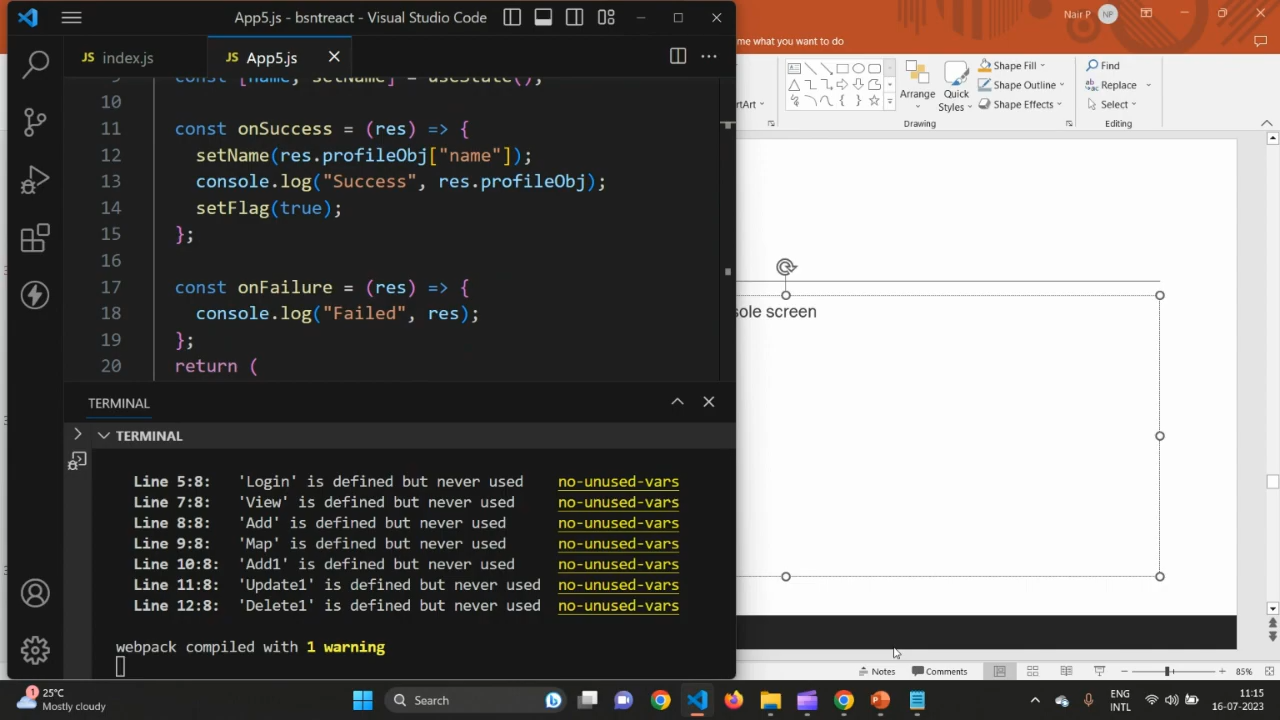 App5.js - bsntreact - Visual Studio Code
JS index.js
JS App5.js
const [name, setName] = useState();
10
11 const onSuccess = (res) => {
12 setName(res.profileObj["name"]);
13 console.log("Success", res.profileObj);
14 setFlag(true);
15 };
16
17 const onFailure = (res) => {
18 console.log("Failed", res);
19 };
20 return (
TERMINAL
TERMINAL
Line 5:8: 'Login' is defined but never used no-unused-vars
Line 7:8: 'View' is defined but never used no-unused-vars
Line 8:8: 'Add' is defined but never used no-unused-vars
Line 9:8: 'Map' is defined but never used no-unused-vars
Line 10:8: 'Add1' is defined but never used no-unused-vars
Line 11:8: 'Update1' is defined but never used no-unused-vars
Line 12:8: 'Delete1' is defined but never used no-unused-vars
webpack compiled with 1 warning
Nair P NP
me what you want to do
Arrange
Quick Styles
Shape Fill
Shape Outline
Shape Effects
Find
Replace
Select
Drawing
Editing
sole screen
Notes
Comments
85%
1
25°C
Mostly cloudy
Search
ENG
INTL
11:15
16-07-2023